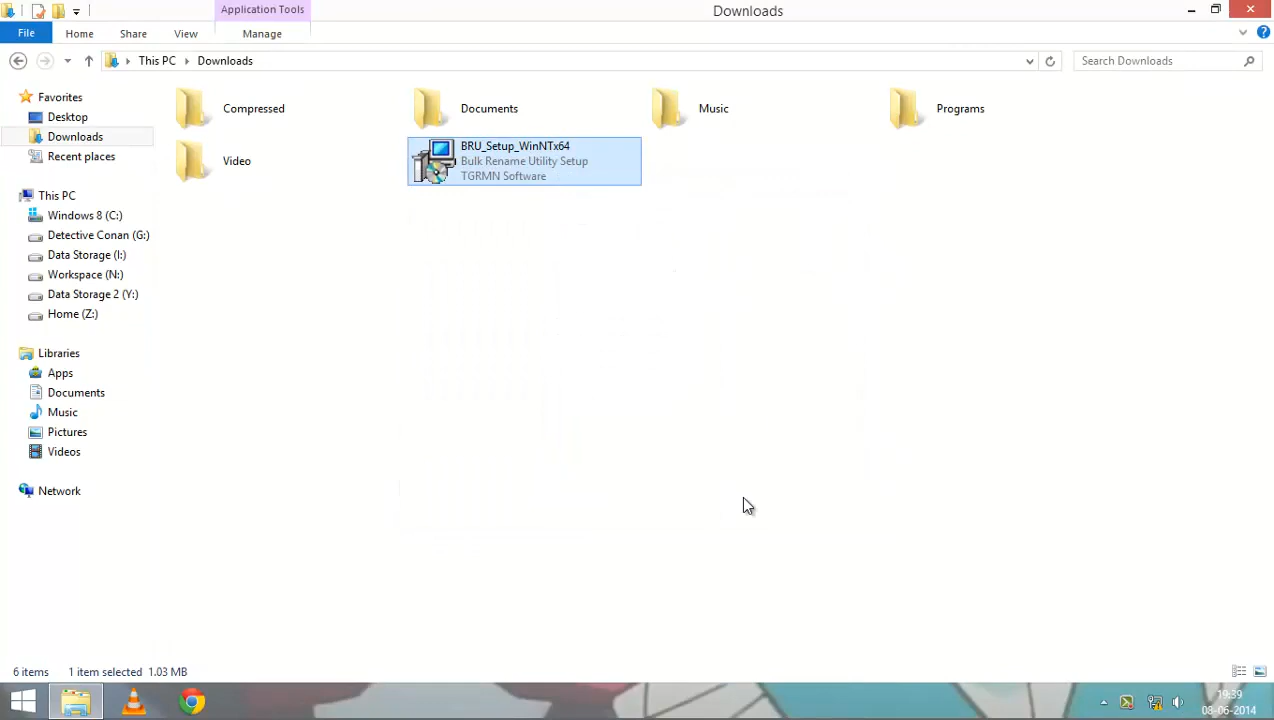 Application Tools
Downloads
File
Home
Share
View
Manage
This PC
Downloads
Search Downloads
Favorites
Desktop
Downloads
Recent places
This PC
Windows 8 (C:)
Detective Conan (G:)
Data Storage (I:)
Workspace (N:)
Data Storage 2 (Y:)
Home (Z:)
Libraries
Apps
Documents
Music
Pictures
Videos
Network
Compressed
Documents
Music
Programs
Video
BRU_Setup_WinNTx64
Bulk Rename Utility Setup
TGRMN Software
6 items
1 item selected 1.03 MB
19:39
08-06-2014